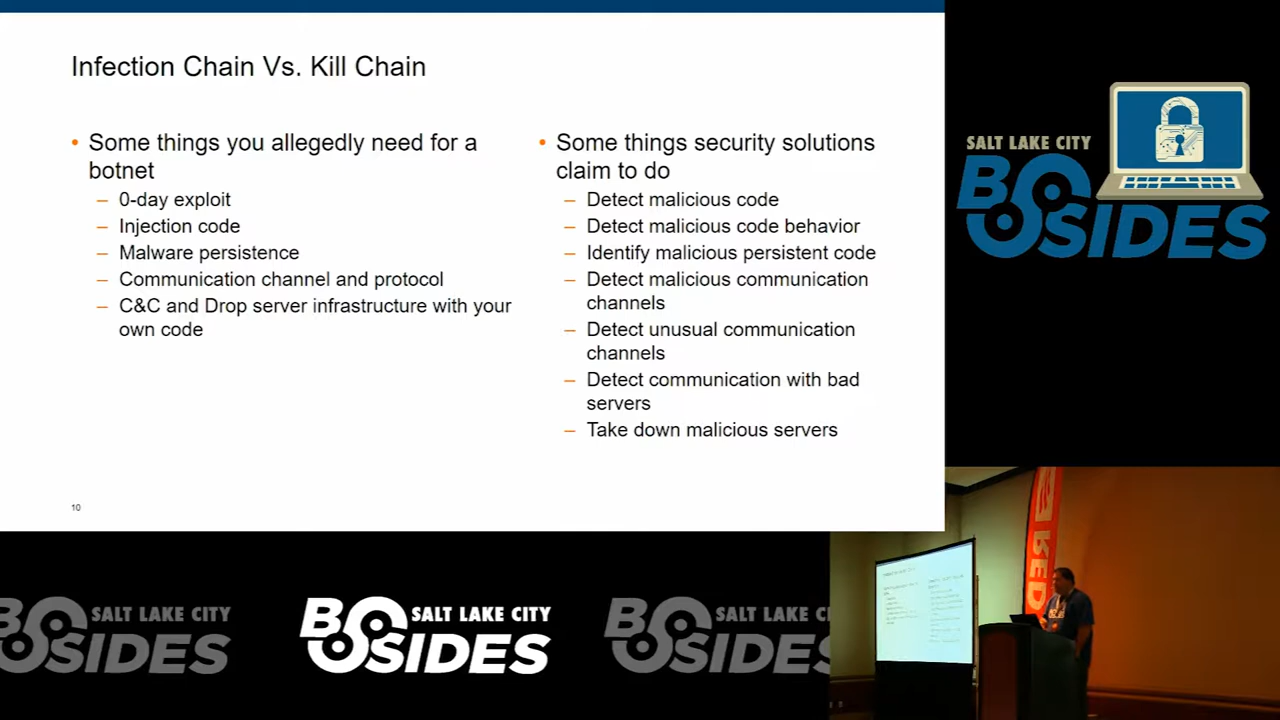 Infection Chain Vs. Kill Chain
• Some things you allegedly need for a
botnet
– 0-day exploit
– Injection code
– Malware persistence
– Communication channel and protocol
– C&C and Drop server infrastructure with your
own code
• Some things security solutions
claim to do
– Detect malicious code
– Detect malicious code behavior
– Identify malicious persistent code
– Detect malicious communication
channels
– Detect unusual communication
channels
– Detect communication with bad
servers
– Take down malicious servers
10
SALT LAKE CITY
BSIDES
RED
SALT LAKE CITY
BSIDES
SALT LAKE CITY
BSIDES
SALT LAKE CI
BSIDES